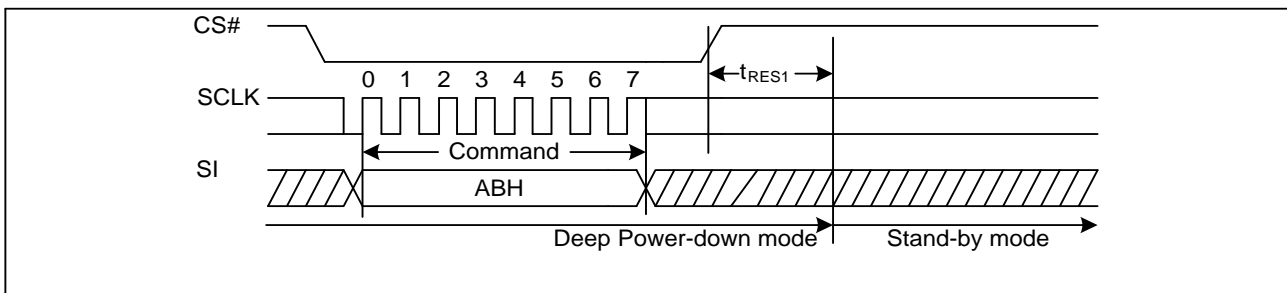 CS#
tRES1
0 1 2 3 4 5 6 7
SCLK
Command
SI
ABH
Deep Power-down mode Stand-by mode